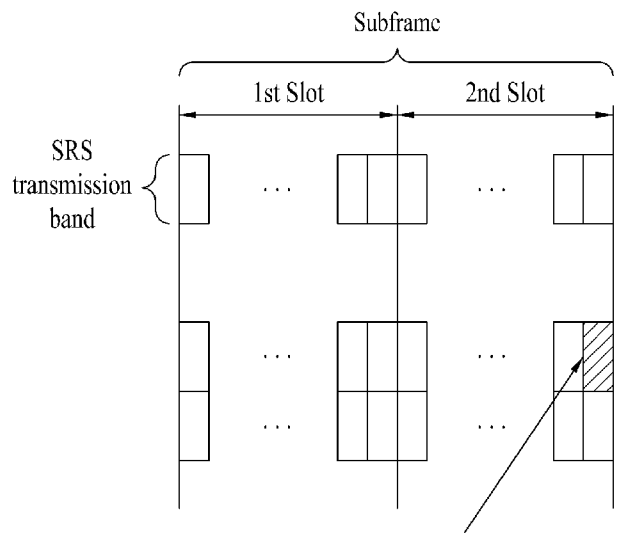 Subframe
1st Slot
2nd Slot
SRS
transmission
band
. . .
. . .
. . .
. . .
. . .
. . .